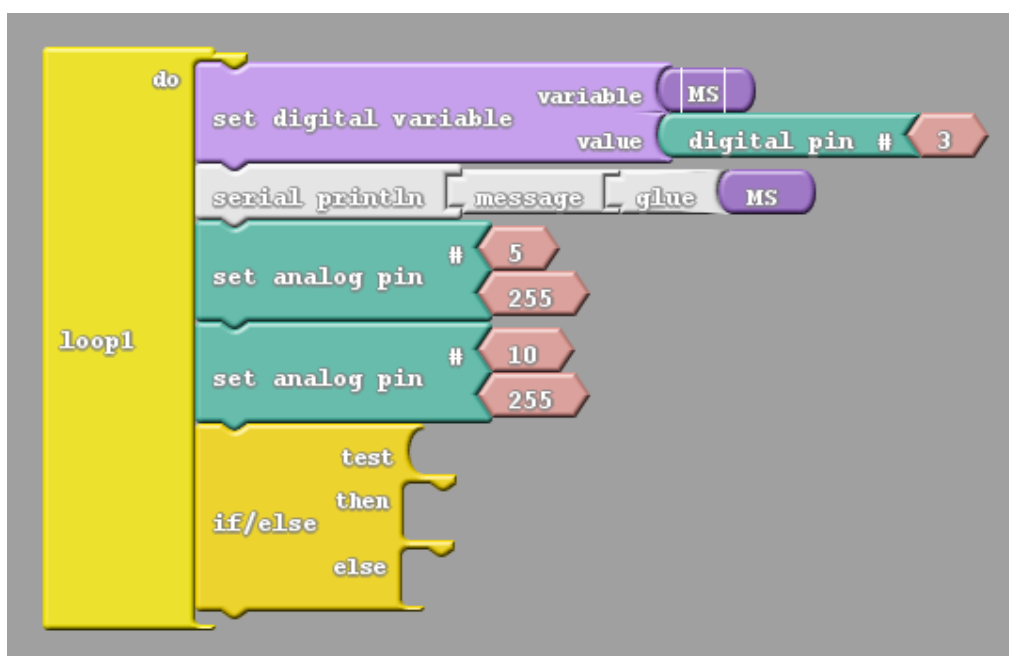 do
variable MS
set digital variable
value digital pin # 3
serial println message glue MS
# 5
set analog pin
255
loop1
# 10
set analog pin
255
test
then
if/else
else